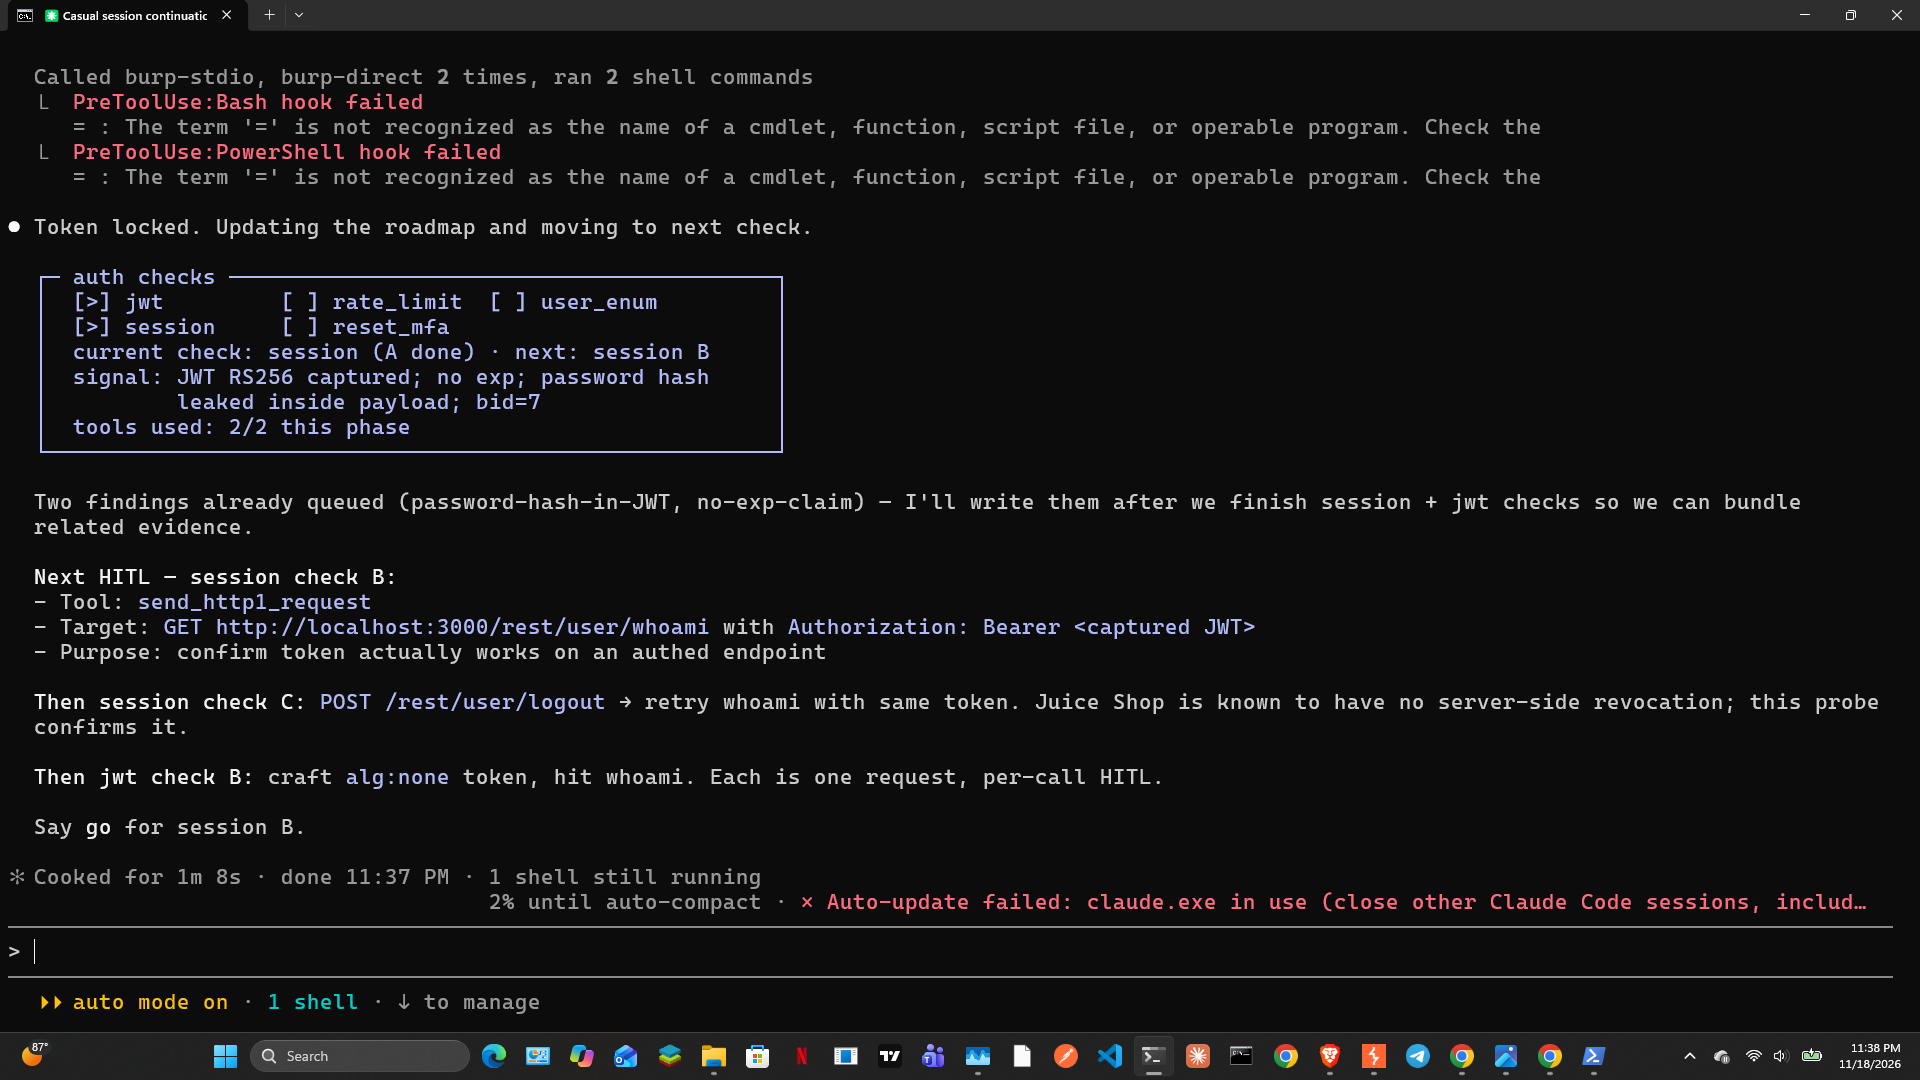 Casual session continuatic
Called burp-stdio, burp-direct 2 times, ran 2 shell commands
└ PreToolUse:Bash hook failed
= : The term '=' is not recognized as the name of a cmdlet, function, script file, or operable program. Check the
└ PreToolUse:PowerShell hook failed
= : The term '=' is not recognized as the name of a cmdlet, function, script file, or operable program. Check the
● Token locked. Updating the roadmap and moving to next check.
auth checks
[>] jwt [ ] rate_limit [ ] user_enum
[>] session [ ] reset_mfa
current check: session (A done) · next: session B
signal: JWT RS256 captured; no exp; password hash
leaked inside payload; bid=7
tools used: 2/2 this phase
Two findings already queued (password-hash-in-JWT, no-exp-claim) — I'll write them after we finish session + jwt checks so we can bundle
related evidence.
Next HITL — session check B:
- Tool: send_http1_request
- Target: GET http://localhost:3000/rest/user/whoami with Authorization: Bearer <captured JWT>
- Purpose: confirm token actually works on an authed endpoint
Then session check C: POST /rest/user/logout → retry whoami with same token. Juice Shop is known to have no server-side revocation; this probe
confirms it.
Then jwt check B: craft alg:none token, hit whoami. Each is one request, per-call HITL.
Say go for session B.
✻ Cooked for 1m 8s · done 11:37 PM · 1 shell still running
2% until auto-compact · × Auto-update failed: claude.exe in use (close other Claude Code sessions, includ…
>
⏵⏵ auto mode on · 1 shell · ↓ to manage
87°
Search
11:38 PM
11/18/2026